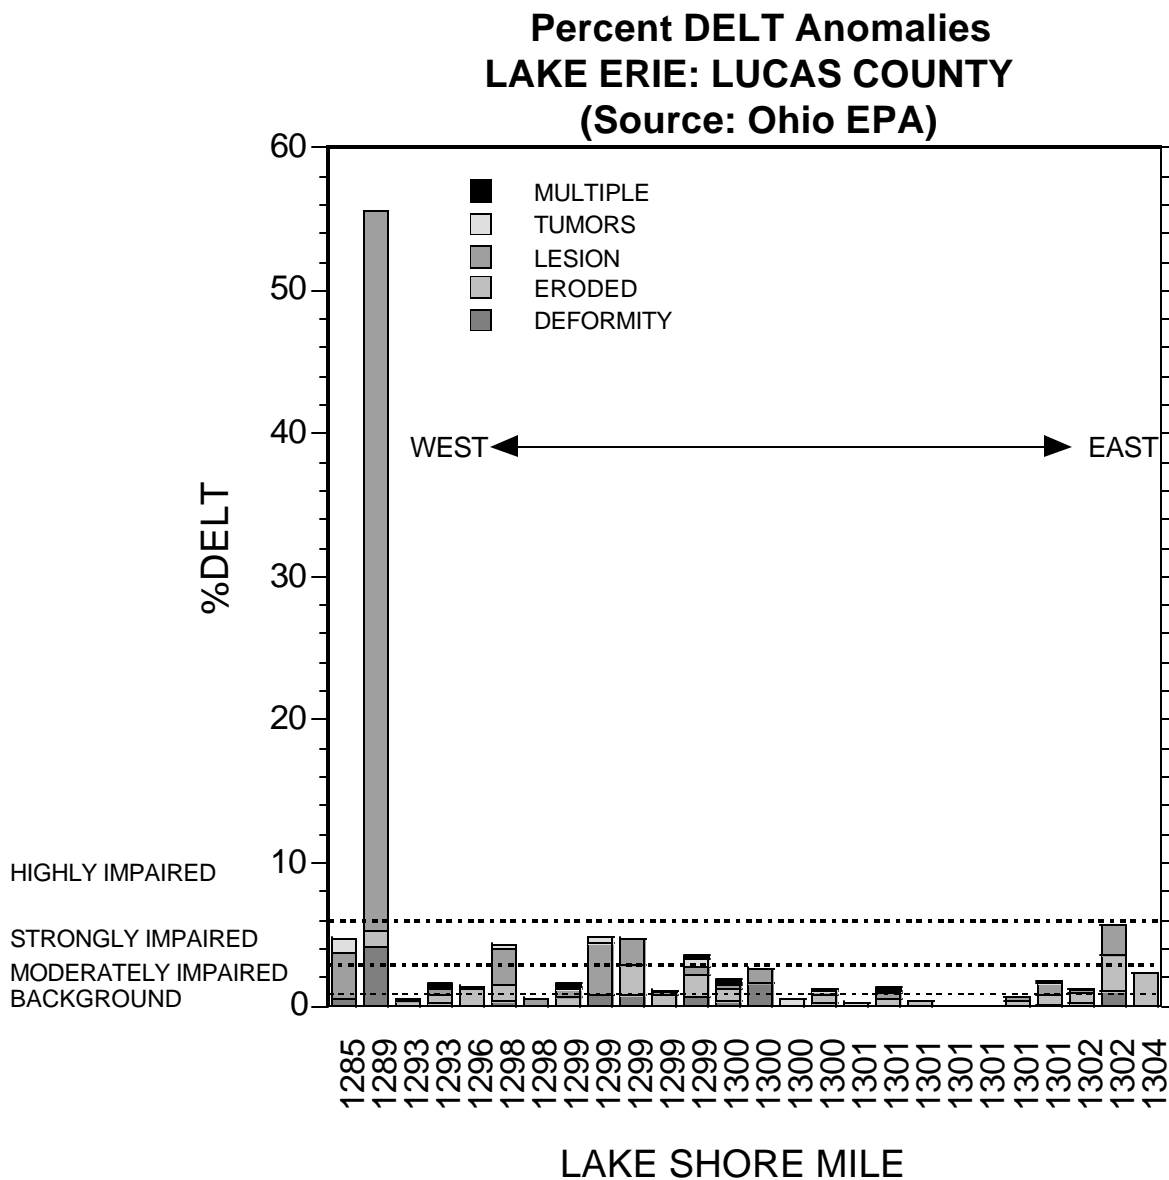 Percent DELT Anomalies
LAKE ERIE: LUCAS COUNTY
(Source: Ohio EPA)
60
50
40
30
20
10
0
%DELT
MULTIPLE
TUMORS
LESION
ERODED
DEFORMITY
WEST
EAST
HIGHLY IMPAIRED
STRONGLY IMPAIRED
MODERATELY IMPAIRED
BACKGROUND
1285
1289
1293
1293
1296
1298
1298
1299
1299
1299
1299
1299
1300
1300
1300
1300
1301
1301
1301
1301
1301
1301
1301
1302
1302
1304
LAKE SHORE MILE